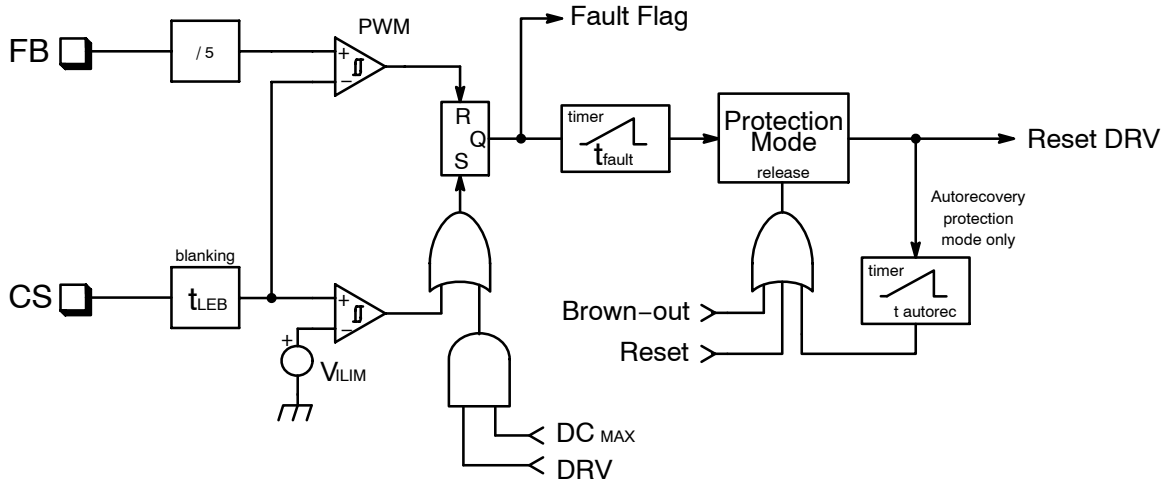 Fault Flag
PWM
FB
/ 5
+
−
R
Q
S
timer
tfault
Protection
Mode
release
Reset DRV
Autorecovery
protection
mode only
blanking
CS
tLEB
+
−
+
VILIM
timer
t autorec
Brown−out
Reset
DC MAX
DRV